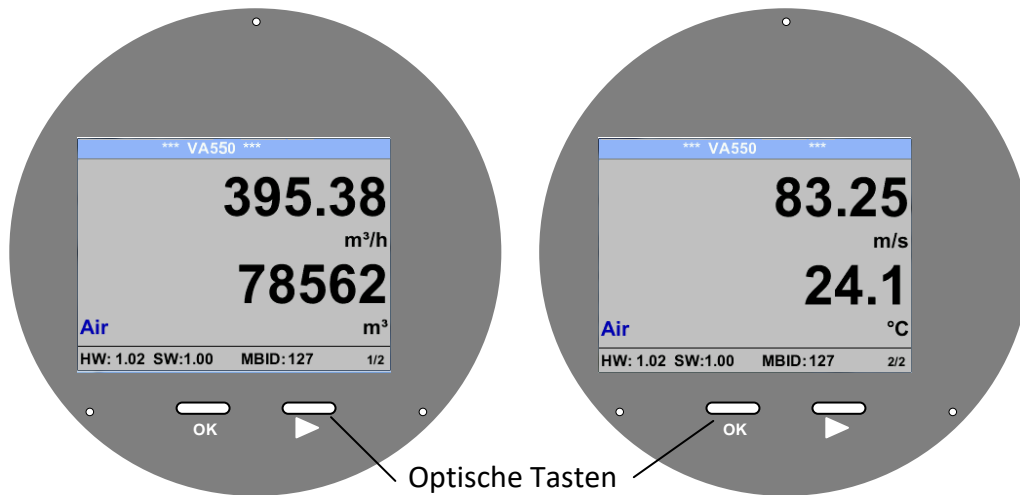 *** VA550 ***
395.38
m³/h
78562
Air m³
HW: 1.02 SW:1.00 MBID:127 1/2
OK
*** VA550 ***
83.25
m/s
24.1
Air °C
HW: 1.02 SW:1.00 MBID:127 2/2
OK
Optische Tasten